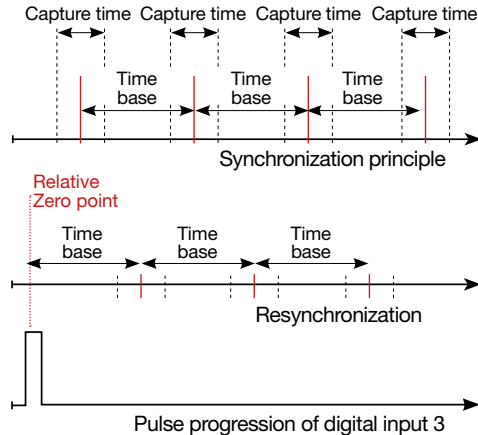 Capture time Capture time Capture time Capture time
Time base Time base Time base
Synchronization principle
Relative
Zero point
Time base Time base Time base
Resynchronization
Pulse progression of digital input 3